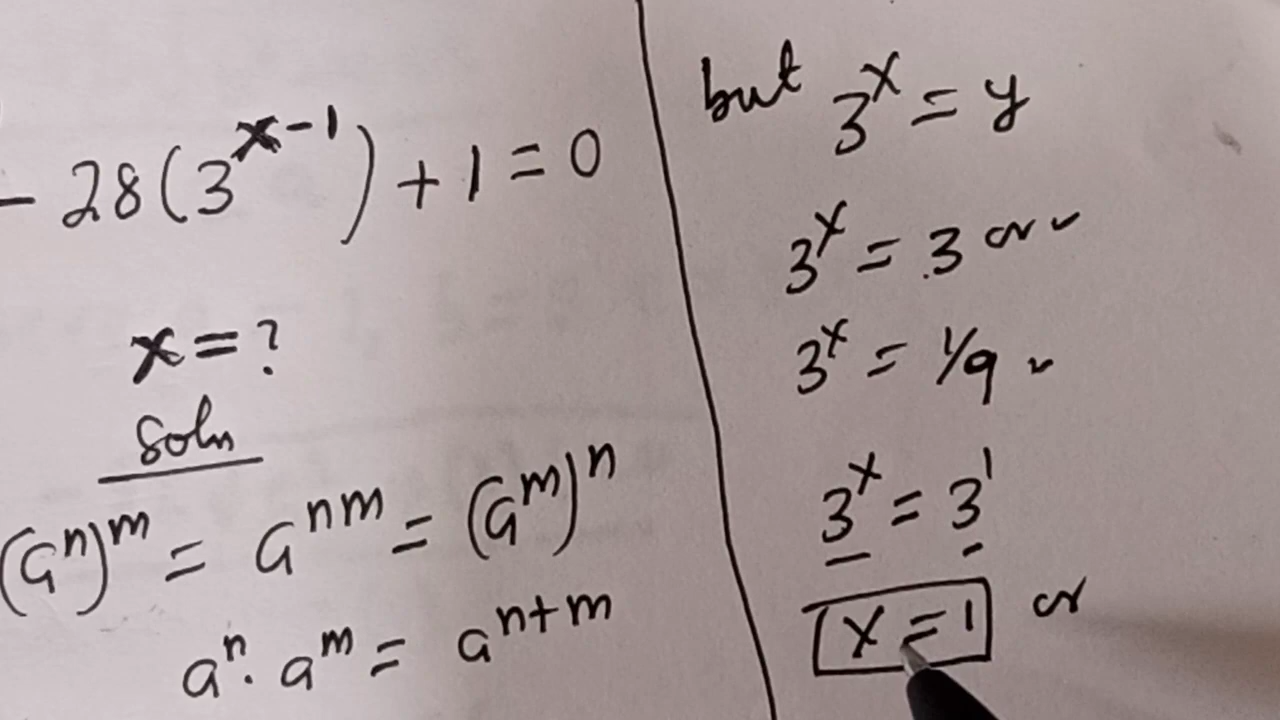 - 28(3^{x-1}) + 1 = 0
x = ?
Soln
(a^n)^m = a^{nm} = (a^m)^n
a^n . a^m = a^{n+m}
but 3^x = y
3^x = 3 or
3^x = 1/9
3^x = 3^1
x = 1 or